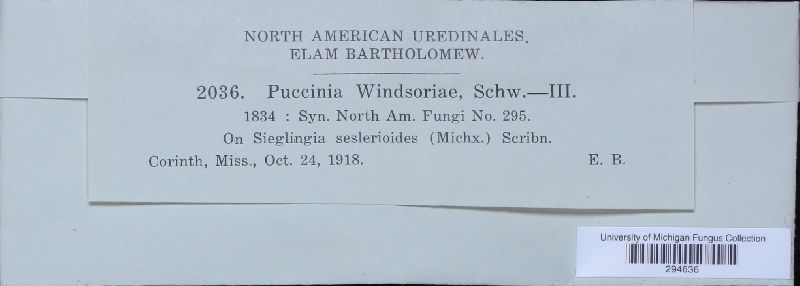 NORTH AMERICAN UREDINALES.
ELAM BARTHOLOMEW.
2036. Puccinia Windsoriae, Schw.—III.
1834 : Syn. North Am. Fungi No. 295.
On Sieglingia seslerioides (Michx.) Scribn.
Corinth, Miss., Oct. 24, 1918. E. B.
University of Michigan Fungus Collection
294636